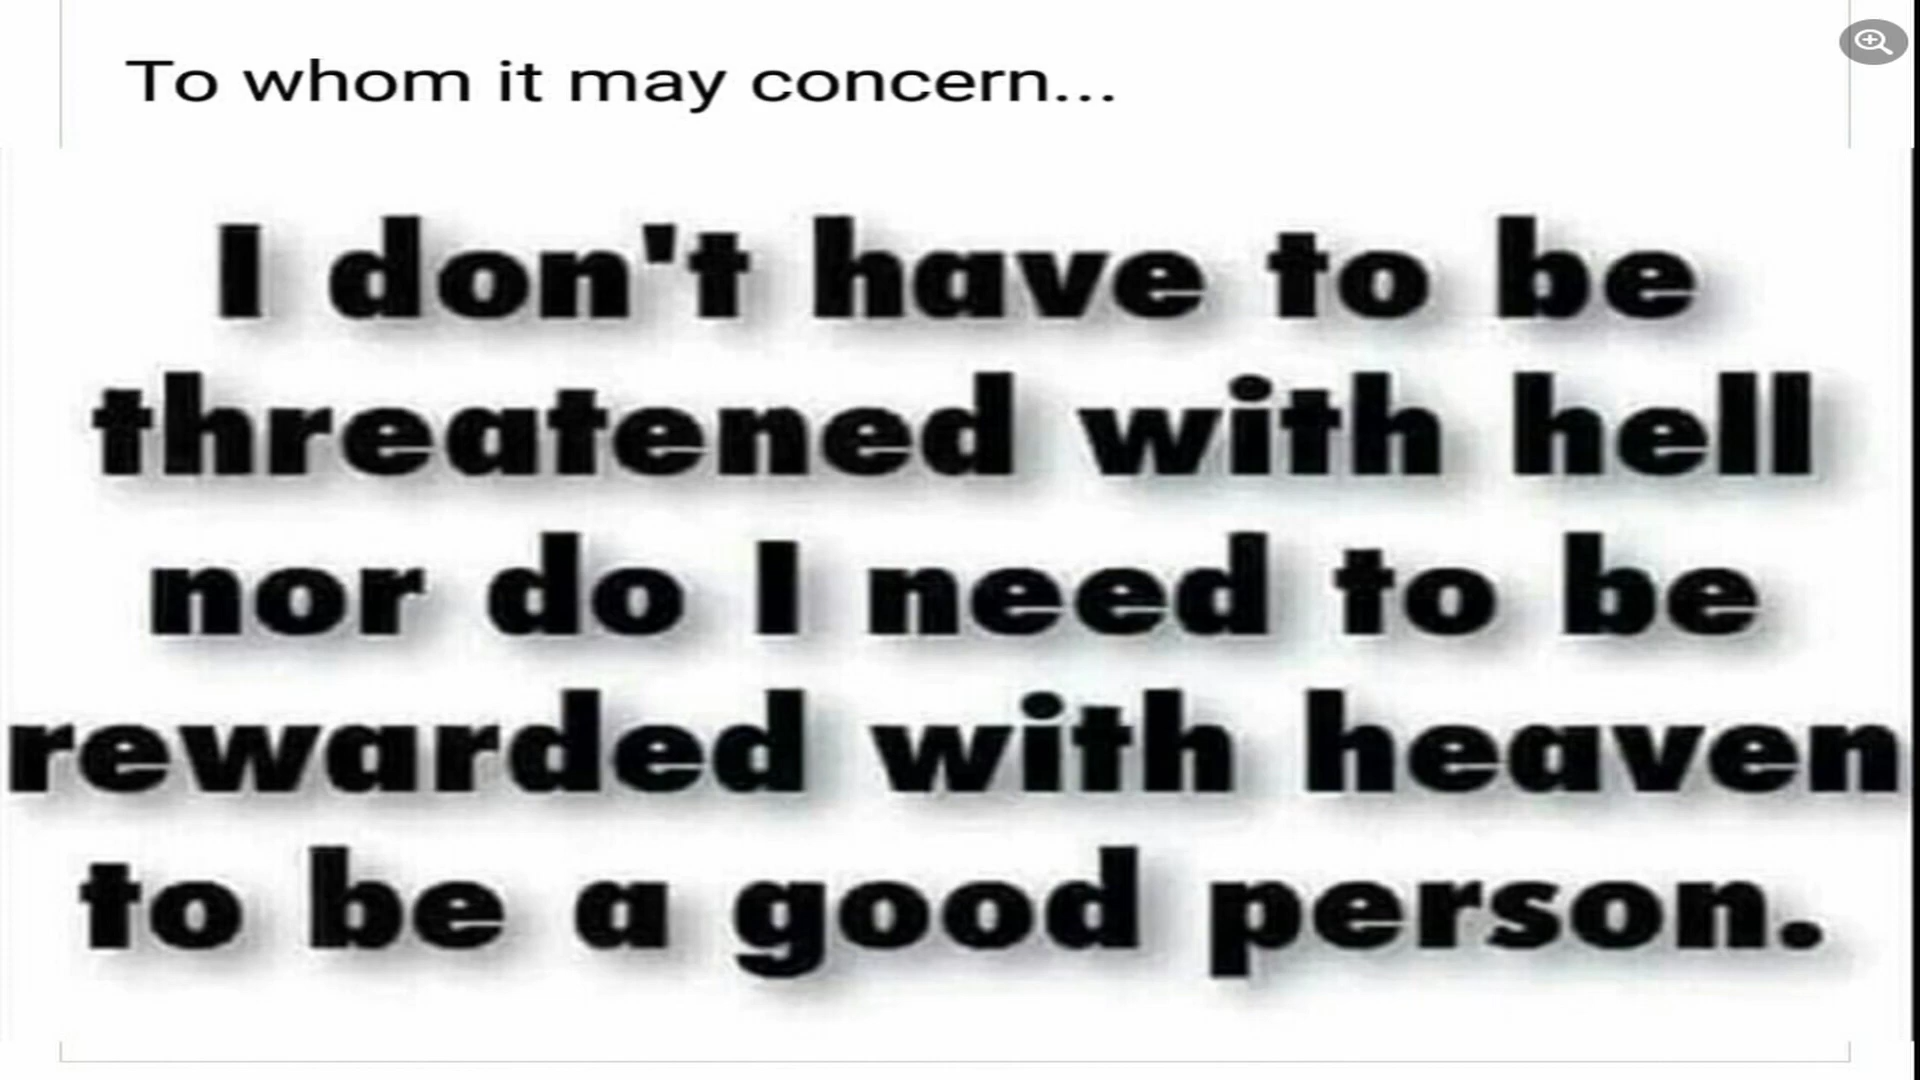 To whom it may concern...
I don't have to be
threatened with hell
nor do I need to be
rewarded with heaven
to be a good person.